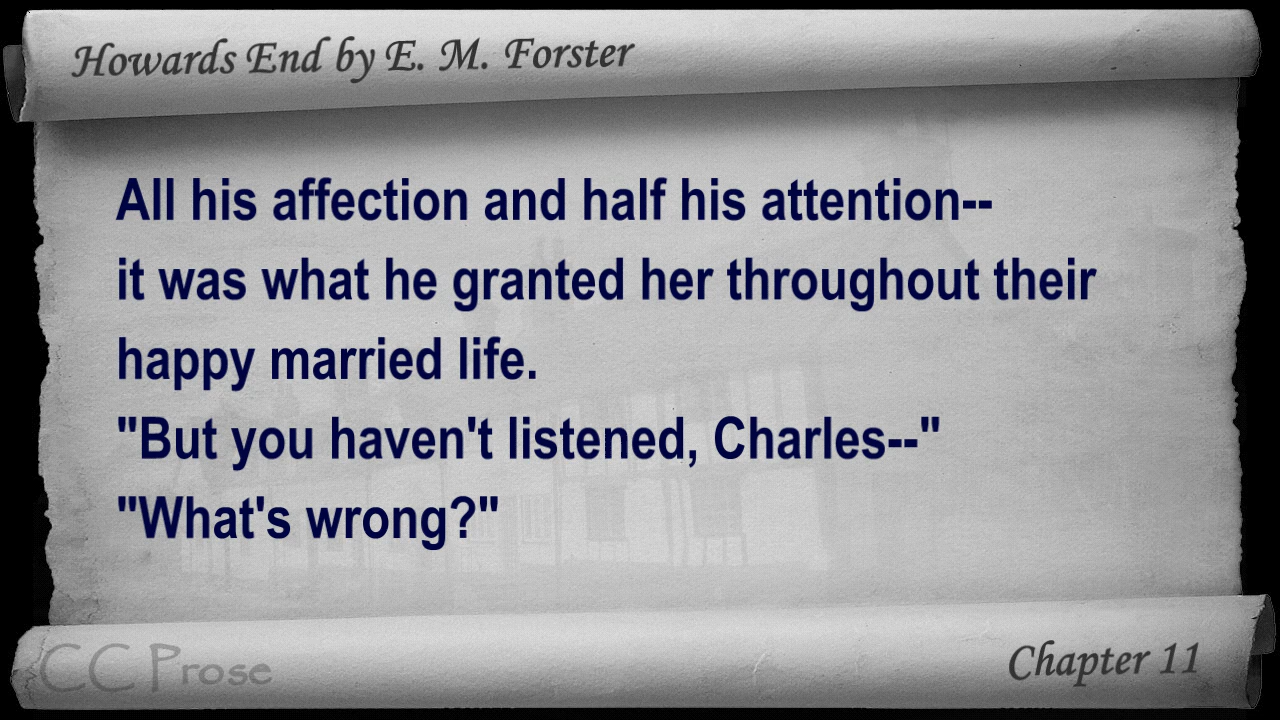 Howards End by E. M. Forster
All his affection and half his attention--
it was what he granted her throughout their
happy married life.
"But you haven't listened, Charles--"
"What's wrong?"
CC Prose
Chapter 11